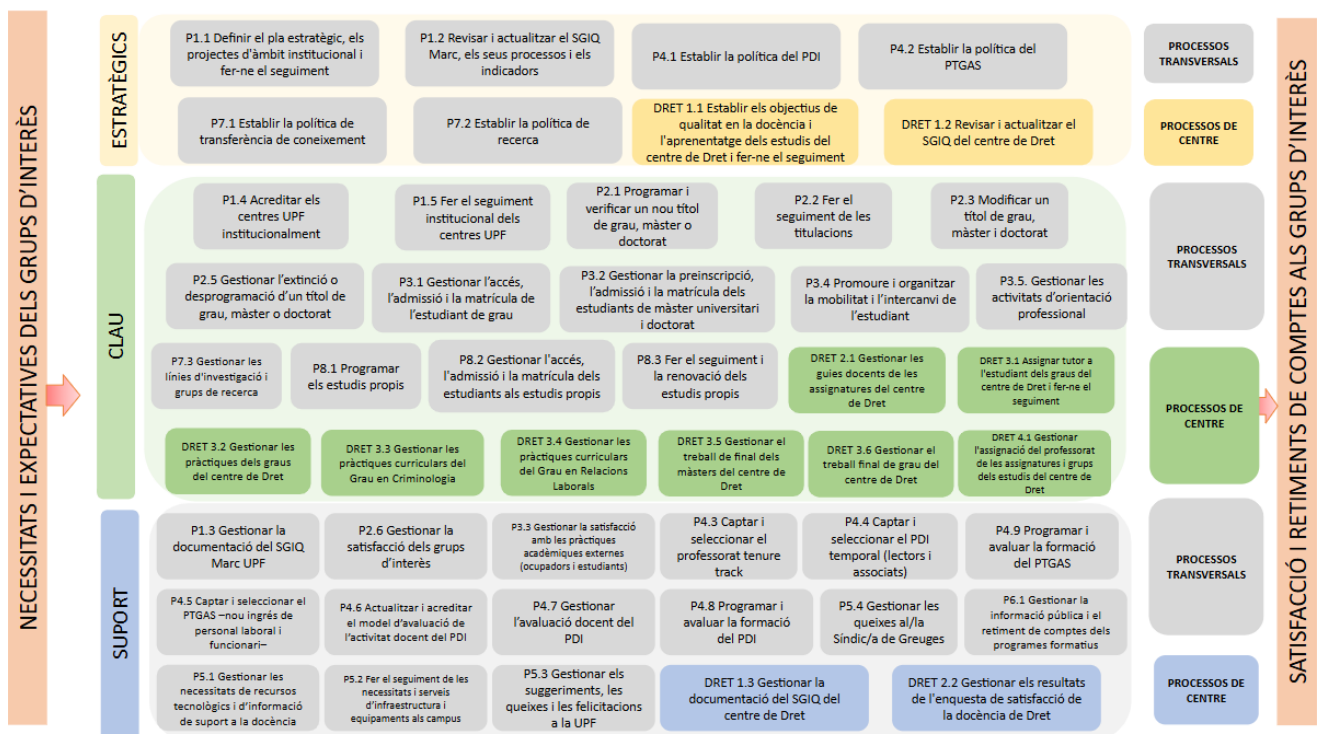 NECESSITATS I EXPECTATIVES DELS GRUPS D’INTERÈS
ESTRATÈGICS
P1.1 Definir el pla estratègic, els
projectes d'àmbit institucional i
fer-ne el seguiment
P1.2 Revisar i actualitzar el SGIQ
Marc, els seus processos i els
indicadors
P4.1 Establir la política del PDI
P4.2 Establir la política del
PTGAS
PROCESSOS
TRANSVERSALS
P7.1 Establir la política de
transferència de coneixement
P7.2 Establir la política de
recerca
DRET 1.1 Establir els objectius de
qualitat en la docència i
l'aprenentatge dels estudis del
centre de Dret i fer-ne el seguiment
DRET 1.2 Revisar i actualitzar el
SGIQ del centre de Dret
PROCESSOS DE
CENTRE
CLAU
P1.4 Acreditar els
centres UPF
institucionalment
P1.5 Fer el seguiment
institucional dels
centres UPF
P2.1 Programar i
verificar un nou títol
de grau, màster o
doctorat
P2.2 Fer el
seguiment de les
titulacions
P2.3 Modificar un
títol de grau,
màster i doctorat
PROCESSOS
TRANSVERSALS
P2.5 Gestionar l’extinció o
desprogramació d’un títol de
grau, màster o doctorat
P3.1 Gestionar l’accés,
l’admissió i la matrícula de
l’estudiant de grau
P3.2 Gestionar la preinscripció,
l’admissió i la matrícula dels
estudiants de màster universitari
i doctorat
P3.4 Promoure i organitzar
la mobilitat i l’intercanvi de
l’estudiant
P3.5. Gestionar les
activitats d’orientació
professional
P7.3 Gestionar les
línies d’investigació i
grups de recerca
P8.1 Programar
els estudis propis
P8.2 Gestionar l'accés,
l'admissió i la matrícula dels
estudiants als estudis propis
P8.3 Fer el seguiment i
la renovació dels
estudis propis
DRET 2.1 Gestionar les
guies docents de les
assignatures del centre
de Dret
DRET 3.1 Assignar tutor a
l'estudiant dels graus del
centre de Dret i fer-ne el
seguiment
PROCESSOS DE
CENTRE
DRET 3.2 Gestionar les
pràctiques dels graus
del centre de Dret
DRET 3.3 Gestionar les
pràctiques curriculars del
Grau en Criminologia
DRET 3.4 Gestionar les
pràctiques curriculars
del Grau en Relacions
Laborals
DRET 3.5 Gestionar el
treball de final dels
màsters del centre de
Dret
DRET 3.6 Gestionar el
treball final de grau del
centre de Dret
DRET 4.1 Gestionar
l'assignació del professorat
de les assignatures i grups
dels estudis del centre de
Dret
SUPORT
P1.3 Gestionar la
documentació del SGIQ
Marc UPF
P2.6 Gestionar la
satisfacció dels grups
d’interès
P3.3 Gestionar la satisfacció
amb les pràctiques
acadèmiques externes
(ocupadors i estudiants)
P4.3 Captar i
seleccionar el
professorat tenure
track
P4.4 Captar i
seleccionar el PDI
temporal (lectors i
associats)
P4.9 Programar i
avaluar la formació
del PTGAS
PROCESSOS
TRANSVERSALS
P4.5 Captar i seleccionar el
PTGAS –nou ingrés de
personal laboral i
funcionari–
P4.6 Actualitzar i acreditar
el model d’avaluació de
l’activitat docent del PDI
P4.7 Gestionar
l’avaluació docent del
PDI
P4.8 Programar i
avaluar la formació
del PDI
P5.4 Gestionar les
queixes al/la
Síndic/a de Greuges
P6.1 Gestionar la
informació pública i el
retiment de comptes dels
programes formatius
P5.1 Gestionar les
necessitats de recursos
tecnològics i d’informació
de suport a la docència
P5.2 Fer el seguiment de les
necessitats i serveis
d’infraestructura i
equipaments als campus
P5.3 Gestionar els
suggeriments, les
queixes i les felicitacions
a la UPF
DRET 1.3 Gestionar la
documentació del SGIQ del
centre de Dret
DRET 2.2 Gestionar els resultats
de l'enquesta de satisfacció de
la docència de Dret
PROCESSOS DE
CENTRE
SATISFACCIÓ I RETIMENTS DE COMPTES ALS GRUPS D’INTERÈS